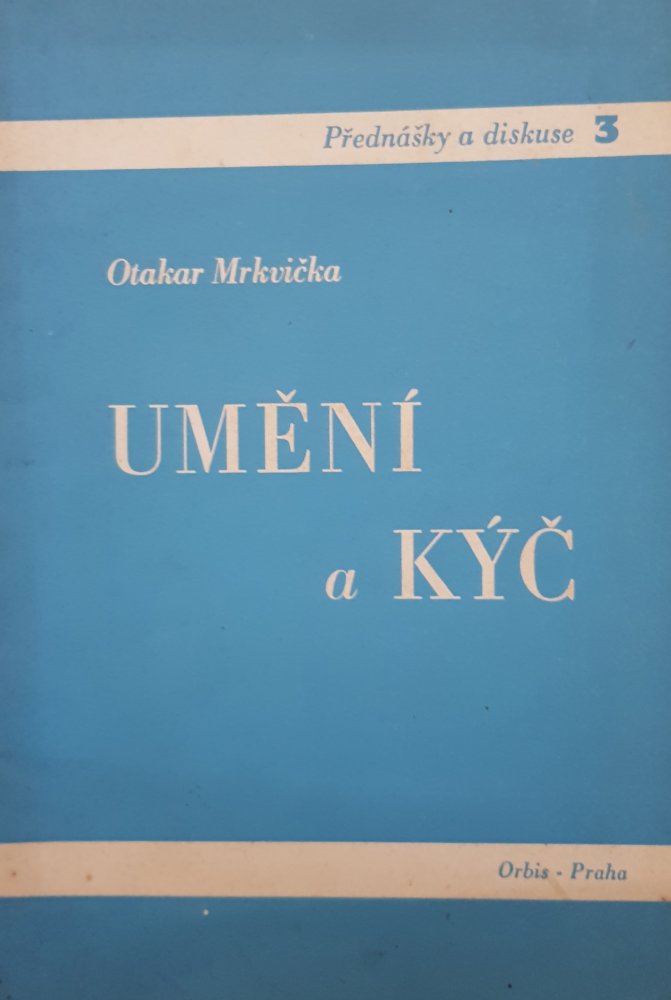 Přednášky a diskuse 3
Otakar Mrkvička
UMĚNÍ
a KÝČ
Orbis - Praha